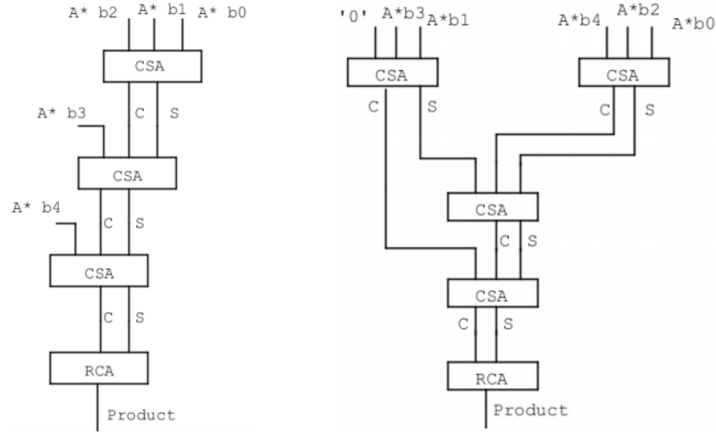 A* b2 A* b1 A* b0
CSA
C S
A* b3
CSA
A* b4
C S
CSA
C S
RCA
Product
'0' A*b3 A*b1
CSA
C S
A*b4 A*b2 A*b0
CSA
C S
CSA
C S
CSA
C S
RCA
Product